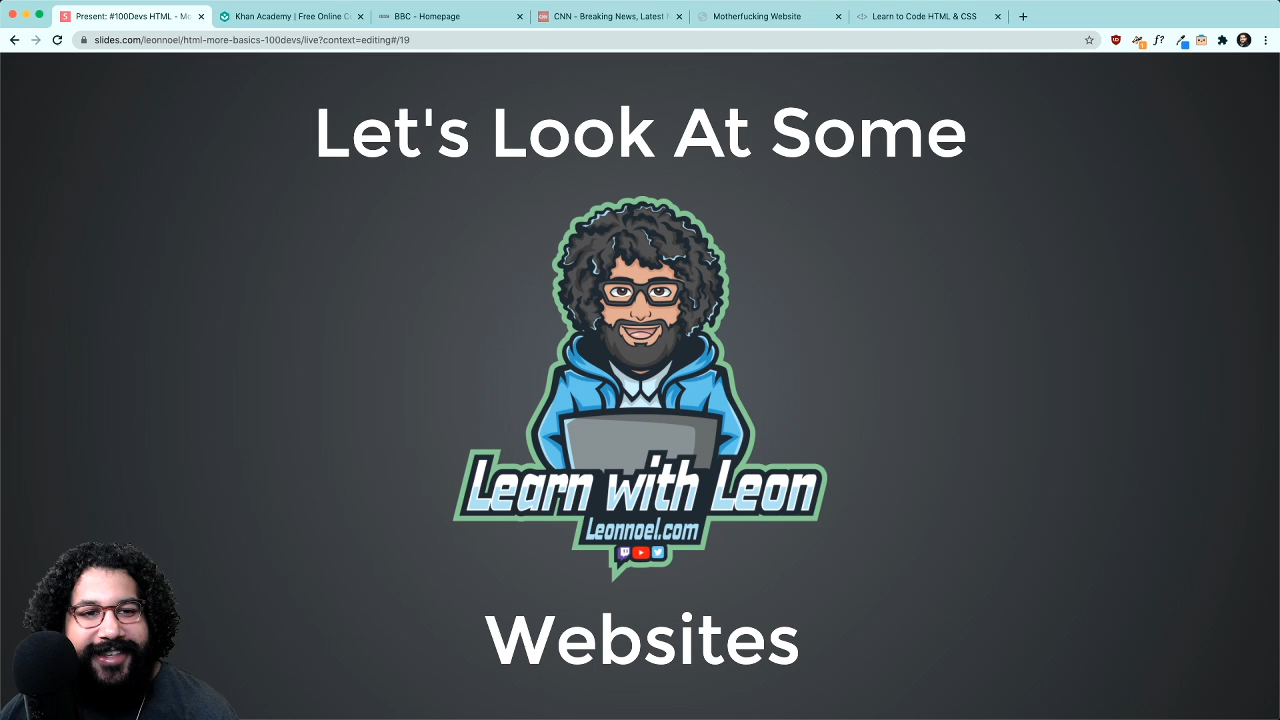 Present: #100Devs HTML - Mo
Khan Academy | Free Online C
BBC - Homepage
CNN - Breaking News, Latest
Motherfucking Website
Learn to Code HTML & CSS
slides.com/leonnoel/html-more-basics-100devs/live?context=editing#/19
Let's Look At Some
Learn with Leon
Leonnoel.com
Websites